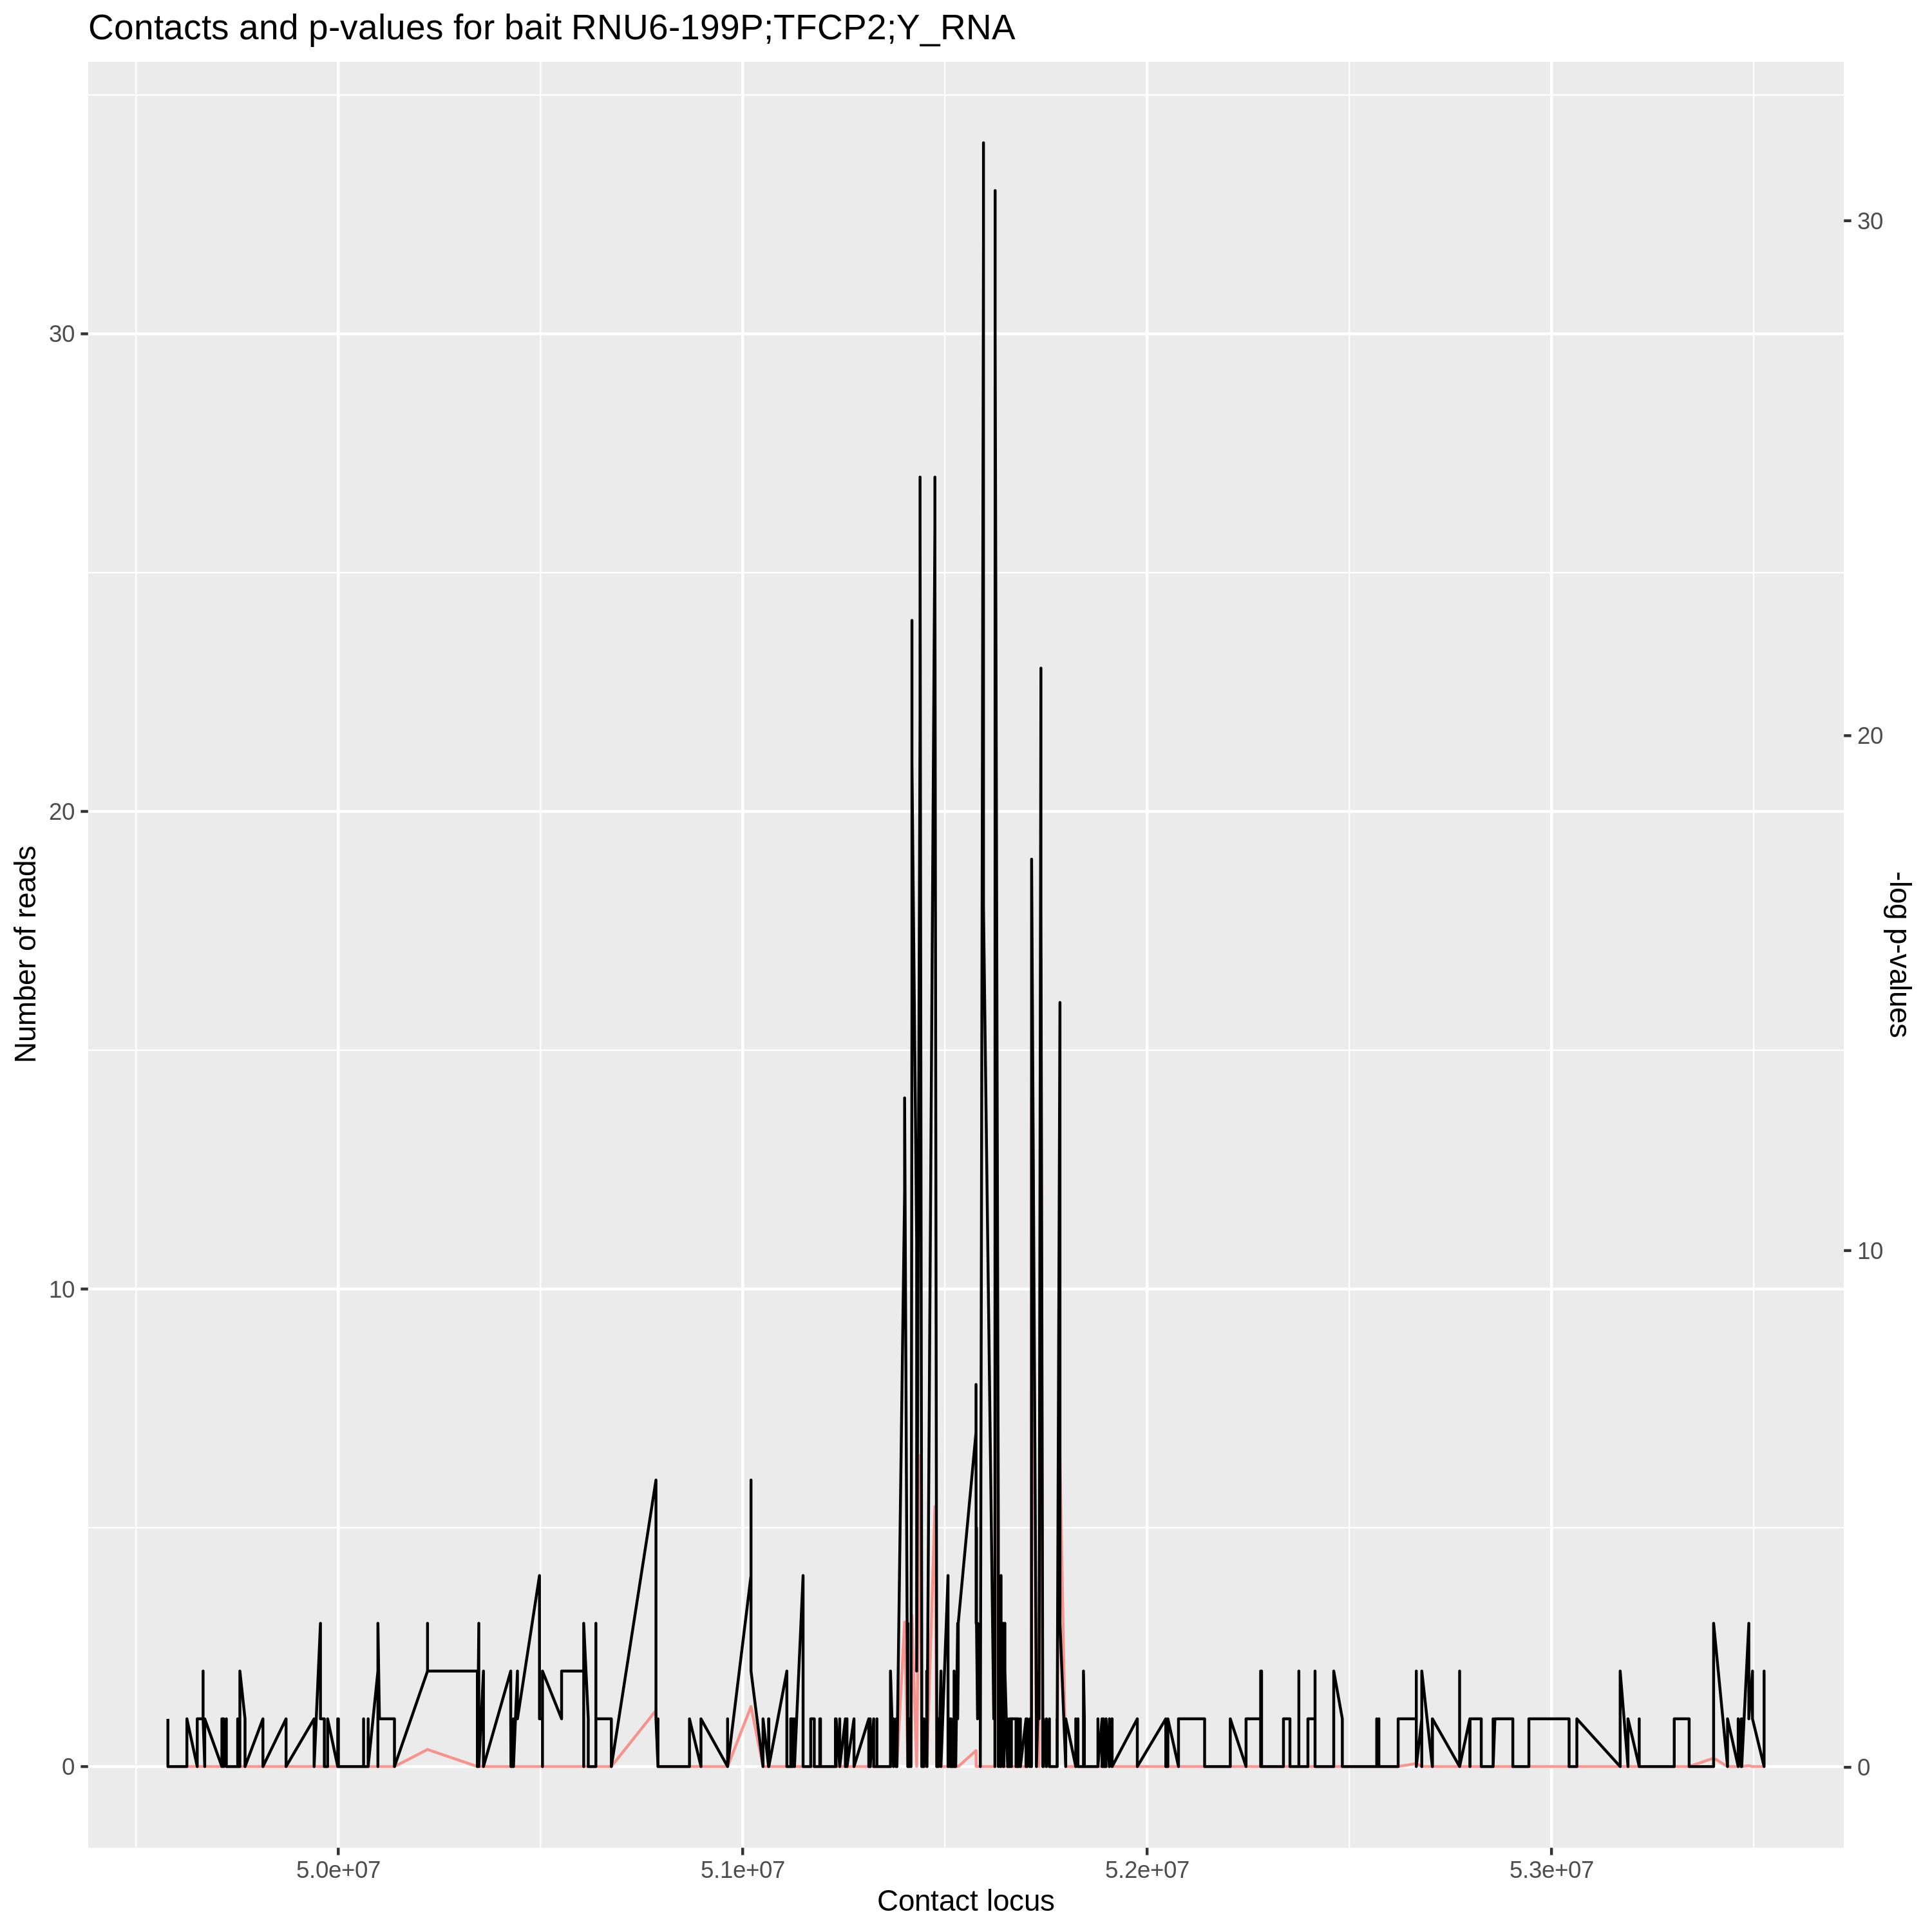 Contacts and p-values for bait RNU6-199P;TFCP2;Y_RNA
30
20
10
0
Number of reads
30
20
10
0
-log p-values
5.0e+07
5.1e+07
5.2e+07
5.3e+07
Contact locus